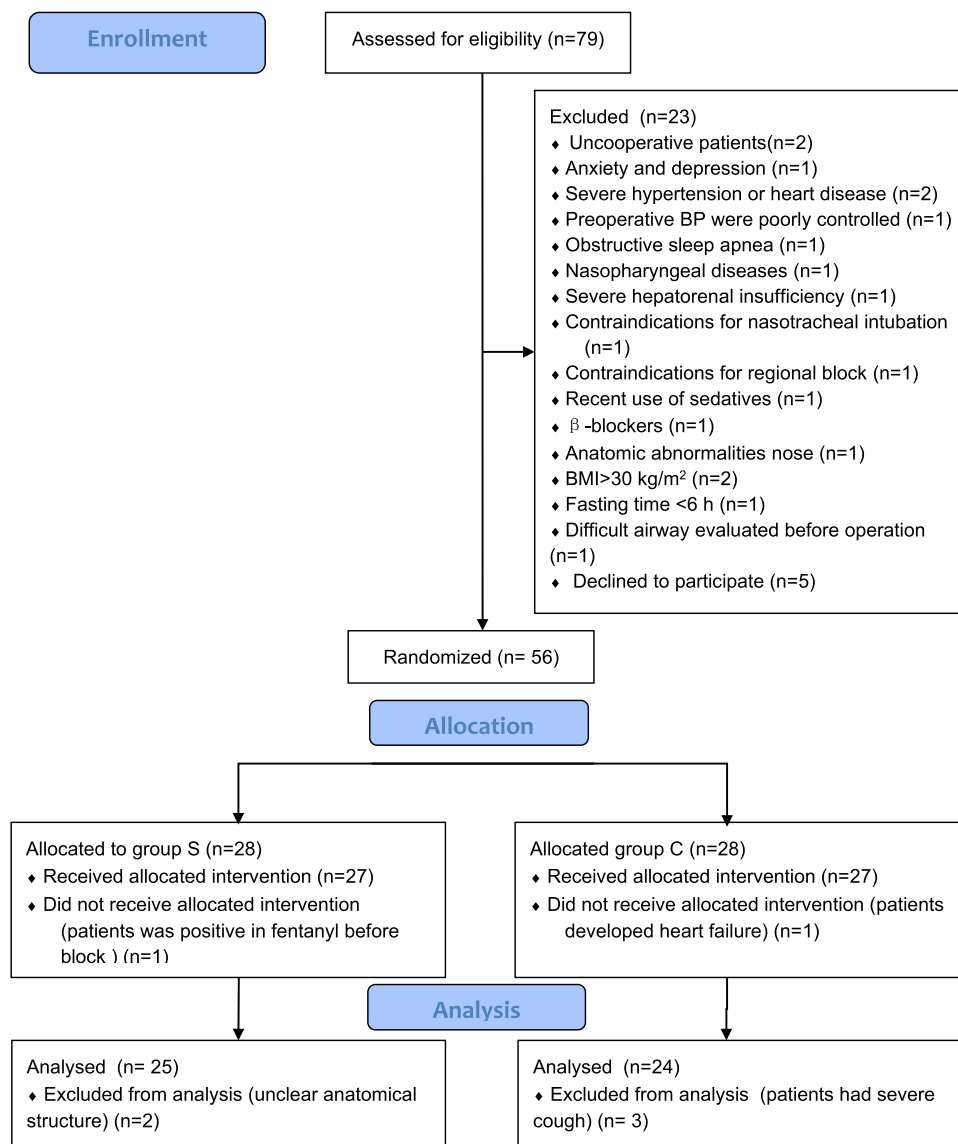 Enrollment
Assessed for eligibility (n=79)
Excluded (n=23)
♦ Uncooperative patients(n=2)
♦ Anxiety and depression (n=1)
♦ Severe hypertension or heart disease (n=2)
♦ Preoperative BP were poorly controlled (n=1)
♦ Obstructive sleep apnea (n=1)
♦ Nasopharyngeal diseases (n=1)
♦ Severe hepatorenal insufficiency (n=1)
♦ Contraindications for nasotracheal intubation
(n=1)
♦ Contraindications for regional block (n=1)
♦ Recent use of sedatives (n=1)
♦ β-blockers (n=1)
♦ Anatomic abnormalities nose (n=1)
♦ BMI>30 kg/m² (n=2)
♦ Fasting time <6 h (n=1)
♦ Difficult airway evaluated before operation
(n=1)
♦ Declined to participate (n=5)
Randomized (n= 56)
Allocation
Allocated to group S (n=28)
♦ Received allocated intervention (n=27)
♦ Did not receive allocated intervention
(patients was positive in fentanyl before
block ) (n=1)
Allocated group C (n=28)
♦ Received allocated intervention (n=27)
♦ Did not receive allocated intervention (patients
developed heart failure) (n=1)
Analysis
Analysed (n= 25)
♦ Excluded from analysis (unclear anatomical
structure) (n=2)
Analysed (n=24)
♦ Excluded from analysis (patients had severe
cough) (n= 3)